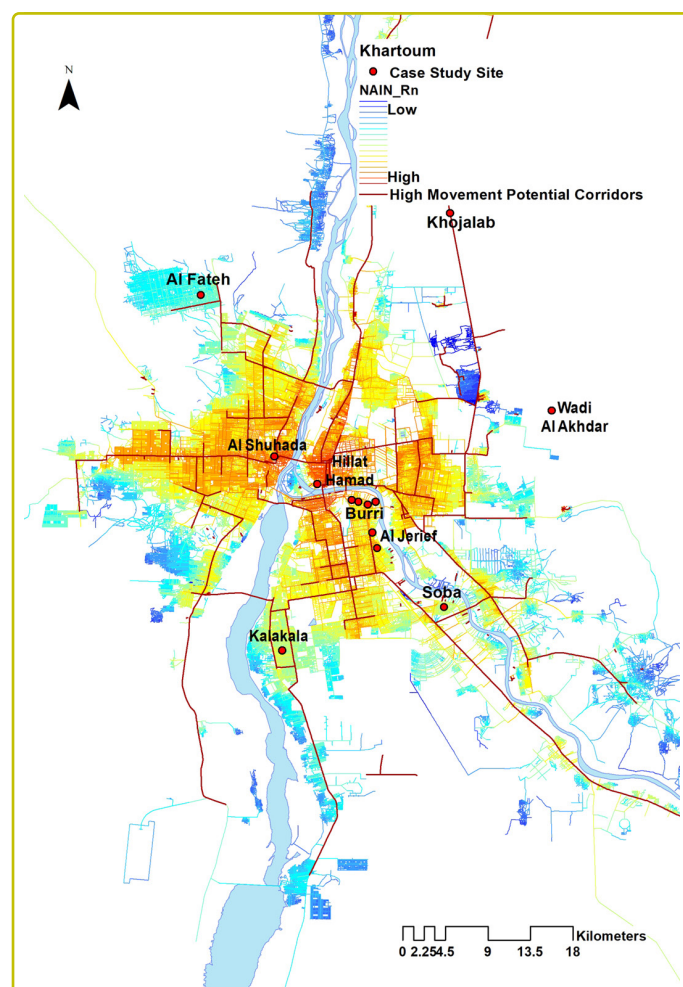 N
Khartoum
Case Study Site
NAIN_Rn
Low
High
High Movement Potential Corridors
Khojalab
Al Fateh
Wadi
Al Akhdar
Al Shuhada
Hillat
Hamad
Burri
Al Jerief
Soba
Kalakala
Kilometers
0 2.254.5 9 13.5 18